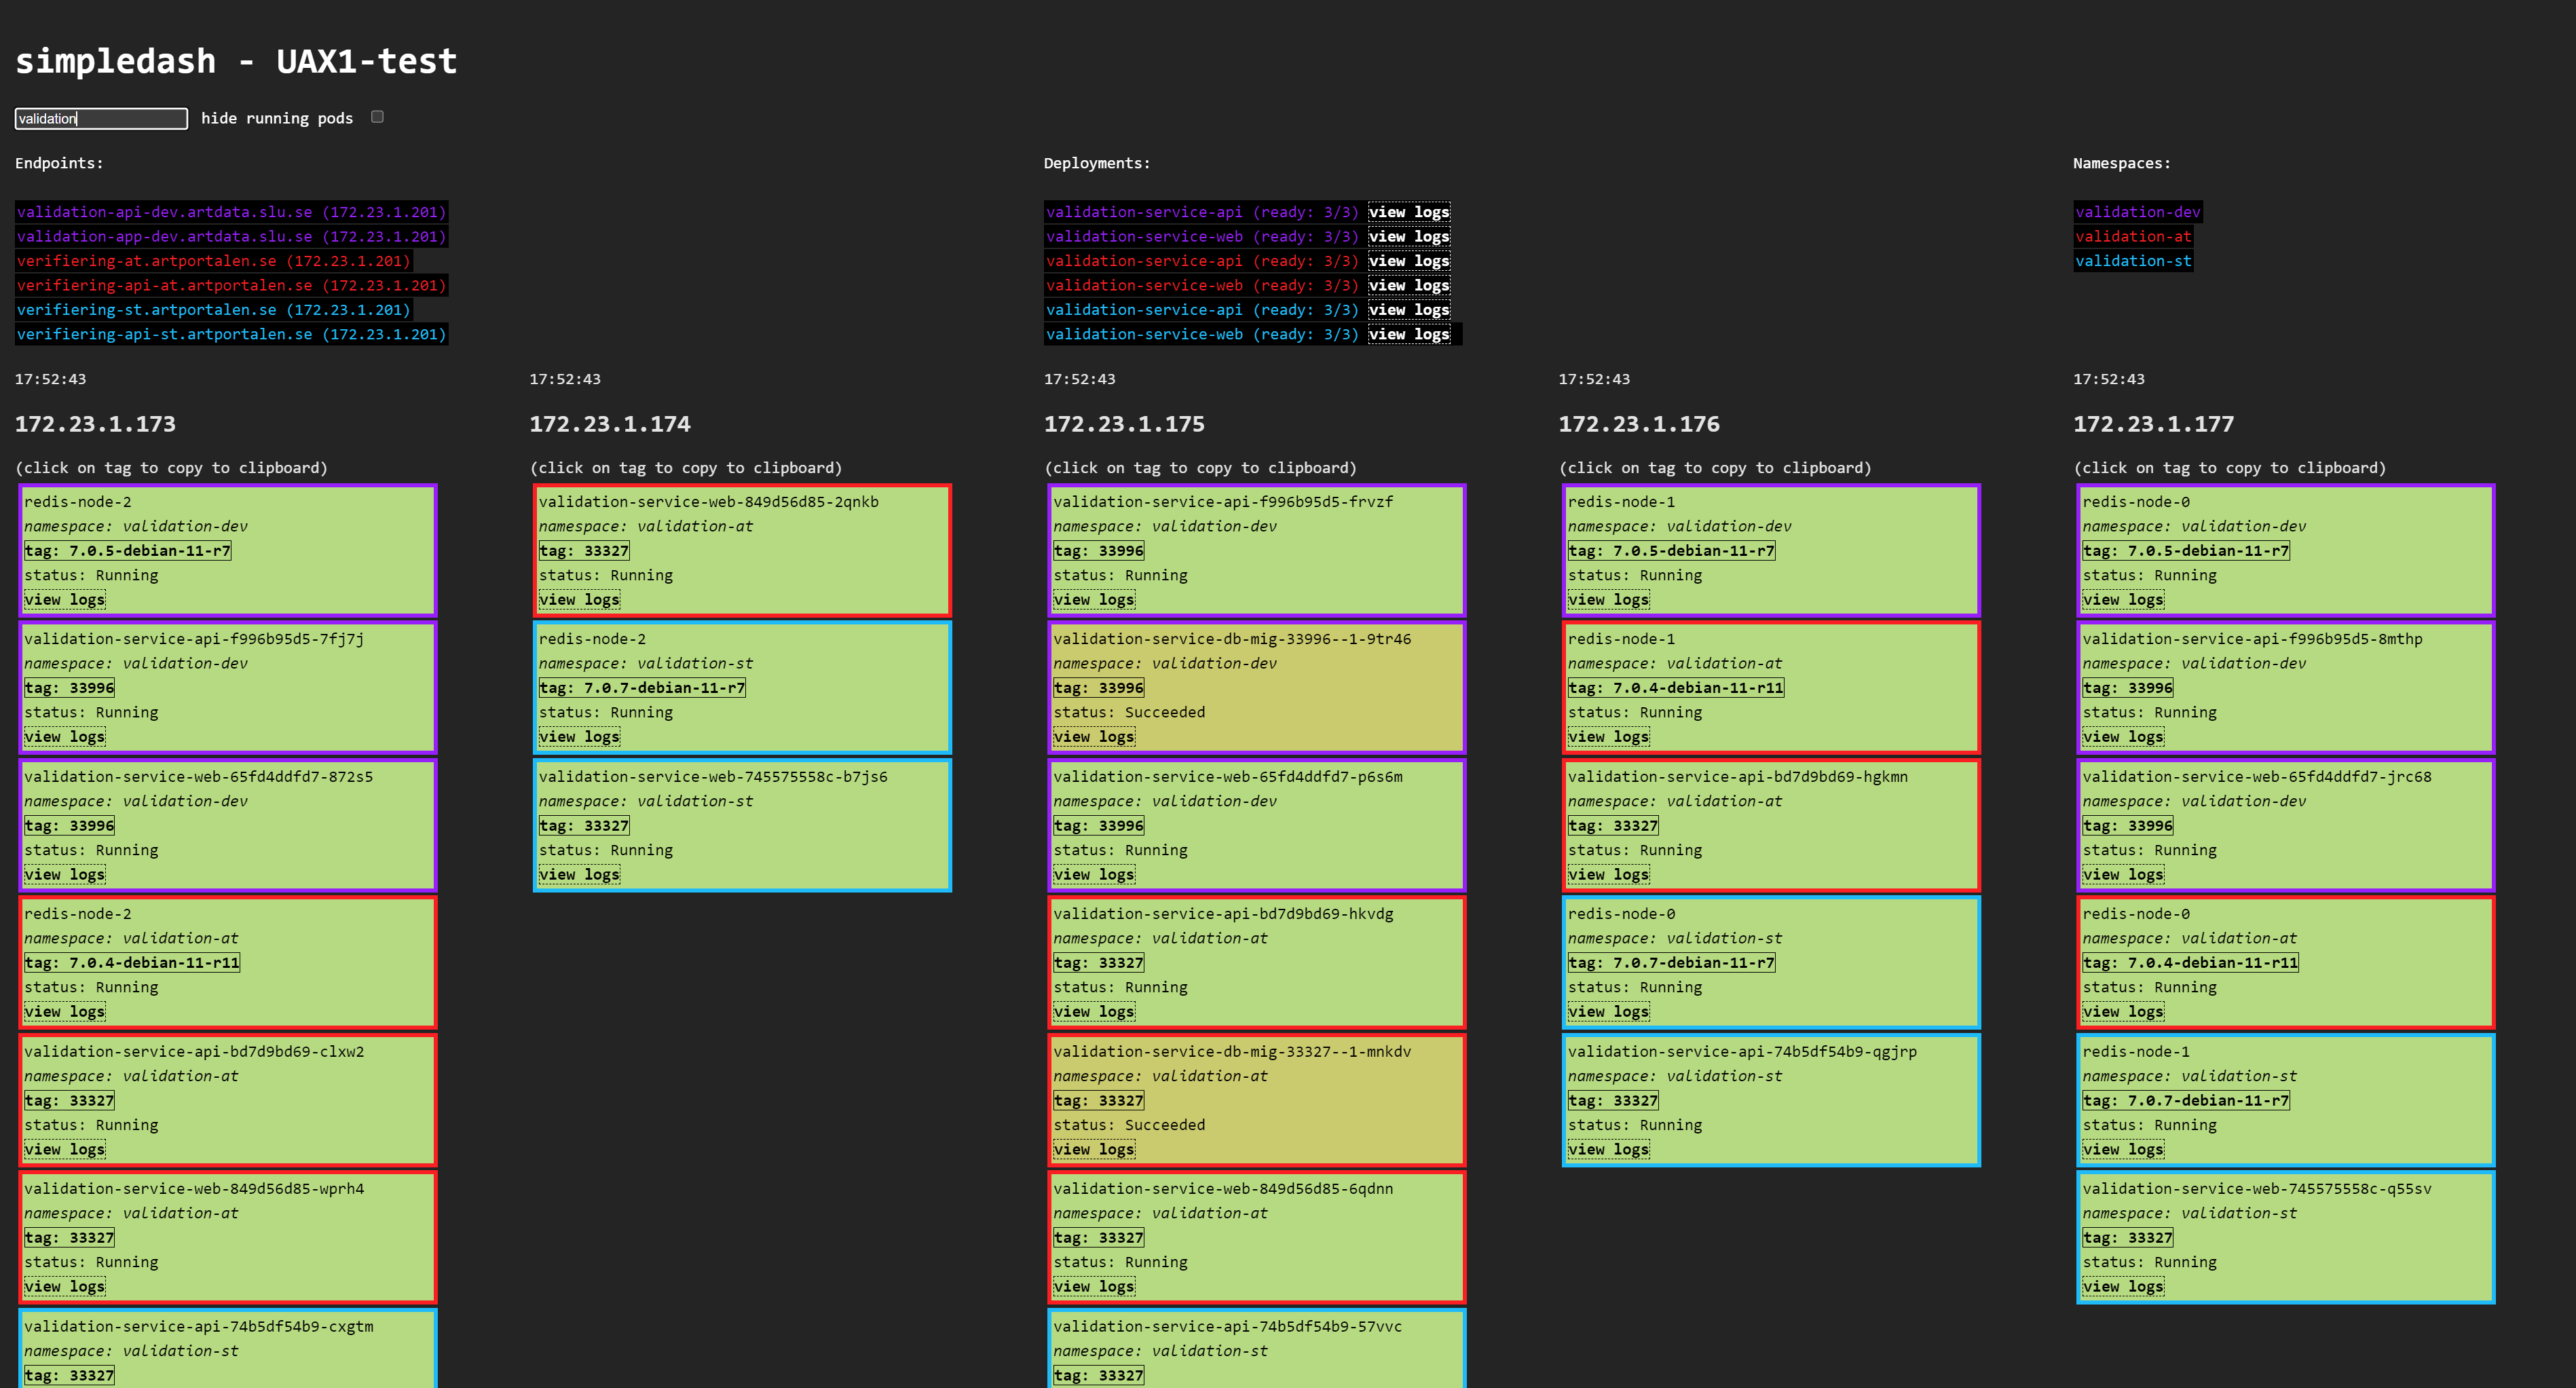 simpledash - UAX1-test
validation
hide running pods
Endpoints:
validation-api-dev.artdata.slu.se (172.23.1.201)
validation-app-dev.artdata.slu.se (172.23.1.201)
verifiering-at.artportalen.se (172.23.1.201)
verifiering-api-at.artportalen.se (172.23.1.201)
verifiering-st.artportalen.se (172.23.1.201)
verifiering-api-st.artportalen.se (172.23.1.201)
Deployments:
validation-service-api (ready: 3/3) view logs
validation-service-web (ready: 3/3) view logs
validation-service-api (ready: 3/3) view logs
validation-service-web (ready: 3/3) view logs
validation-service-api (ready: 3/3) view logs
validation-service-web (ready: 3/3) view logs
Namespaces:
validation-dev
validation-at
validation-st
17:52:43
172.23.1.173
(click on tag to copy to clipboard)
redis-node-2
namespace: validation-dev
tag: 7.0.5-debian-11-r7
status: Running
view logs
validation-service-api-f996b95d5-7fj7j
namespace: validation-dev
tag: 33996
status: Running
view logs
validation-service-web-65fd4ddfd7-872s5
namespace: validation-dev
tag: 33996
status: Running
view logs
redis-node-2
namespace: validation-at
tag: 7.0.4-debian-11-r11
status: Running
view logs
validation-service-api-bd7d9bd69-clxw2
namespace: validation-at
tag: 33327
status: Running
view logs
validation-service-web-849d56d85-wprh4
namespace: validation-at
tag: 33327
status: Running
view logs
validation-service-api-74b5df54b9-cxgtm
namespace: validation-st
tag: 33327
17:52:43
172.23.1.174
(click on tag to copy to clipboard)
validation-service-web-849d56d85-2qnkb
namespace: validation-at
tag: 33327
status: Running
view logs
redis-node-2
namespace: validation-st
tag: 7.0.7-debian-11-r7
status: Running
view logs
validation-service-web-745575558c-b7js6
namespace: validation-st
tag: 33327
status: Running
view logs
17:52:43
172.23.1.175
(click on tag to copy to clipboard)
validation-service-api-f996b95d5-frvzf
namespace: validation-dev
tag: 33996
status: Running
view logs
validation-service-db-mig-33996--1-9tr46
namespace: validation-dev
tag: 33996
status: Succeeded
view logs
validation-service-web-65fd4ddfd7-p6s6m
namespace: validation-dev
tag: 33996
status: Running
view logs
validation-service-api-bd7d9bd69-hkvdg
namespace: validation-at
tag: 33327
status: Running
view logs
validation-service-db-mig-33327--1-mnkdv
namespace: validation-at
tag: 33327
status: Succeeded
view logs
validation-service-web-849d56d85-6qdnn
namespace: validation-at
tag: 33327
status: Running
view logs
validation-service-api-74b5df54b9-57vvc
namespace: validation-st
tag: 33327
17:52:43
172.23.1.176
(click on tag to copy to clipboard)
redis-node-1
namespace: validation-dev
tag: 7.0.5-debian-11-r7
status: Running
view logs
redis-node-1
namespace: validation-at
tag: 7.0.4-debian-11-r11
status: Running
view logs
validation-service-api-bd7d9bd69-hgkmn
namespace: validation-at
tag: 33327
status: Running
view logs
redis-node-0
namespace: validation-st
tag: 7.0.7-debian-11-r7
status: Running
view logs
validation-service-api-74b5df54b9-qgjrp
namespace: validation-st
tag: 33327
status: Running
view logs
17:52:43
172.23.1.177
(click on tag to copy to clipboard)
redis-node-0
namespace: validation-dev
tag: 7.0.5-debian-11-r7
status: Running
view logs
validation-service-api-f996b95d5-8mthp
namespace: validation-dev
tag: 33996
status: Running
view logs
validation-service-web-65fd4ddfd7-jrc68
namespace: validation-dev
tag: 33996
status: Running
view logs
redis-node-0
namespace: validation-at
tag: 7.0.4-debian-11-r11
status: Running
view logs
redis-node-1
namespace: validation-st
tag: 7.0.7-debian-11-r7
status: Running
view logs
validation-service-web-745575558c-q55sv
namespace: validation-st
tag: 33327
status: Running
view logs